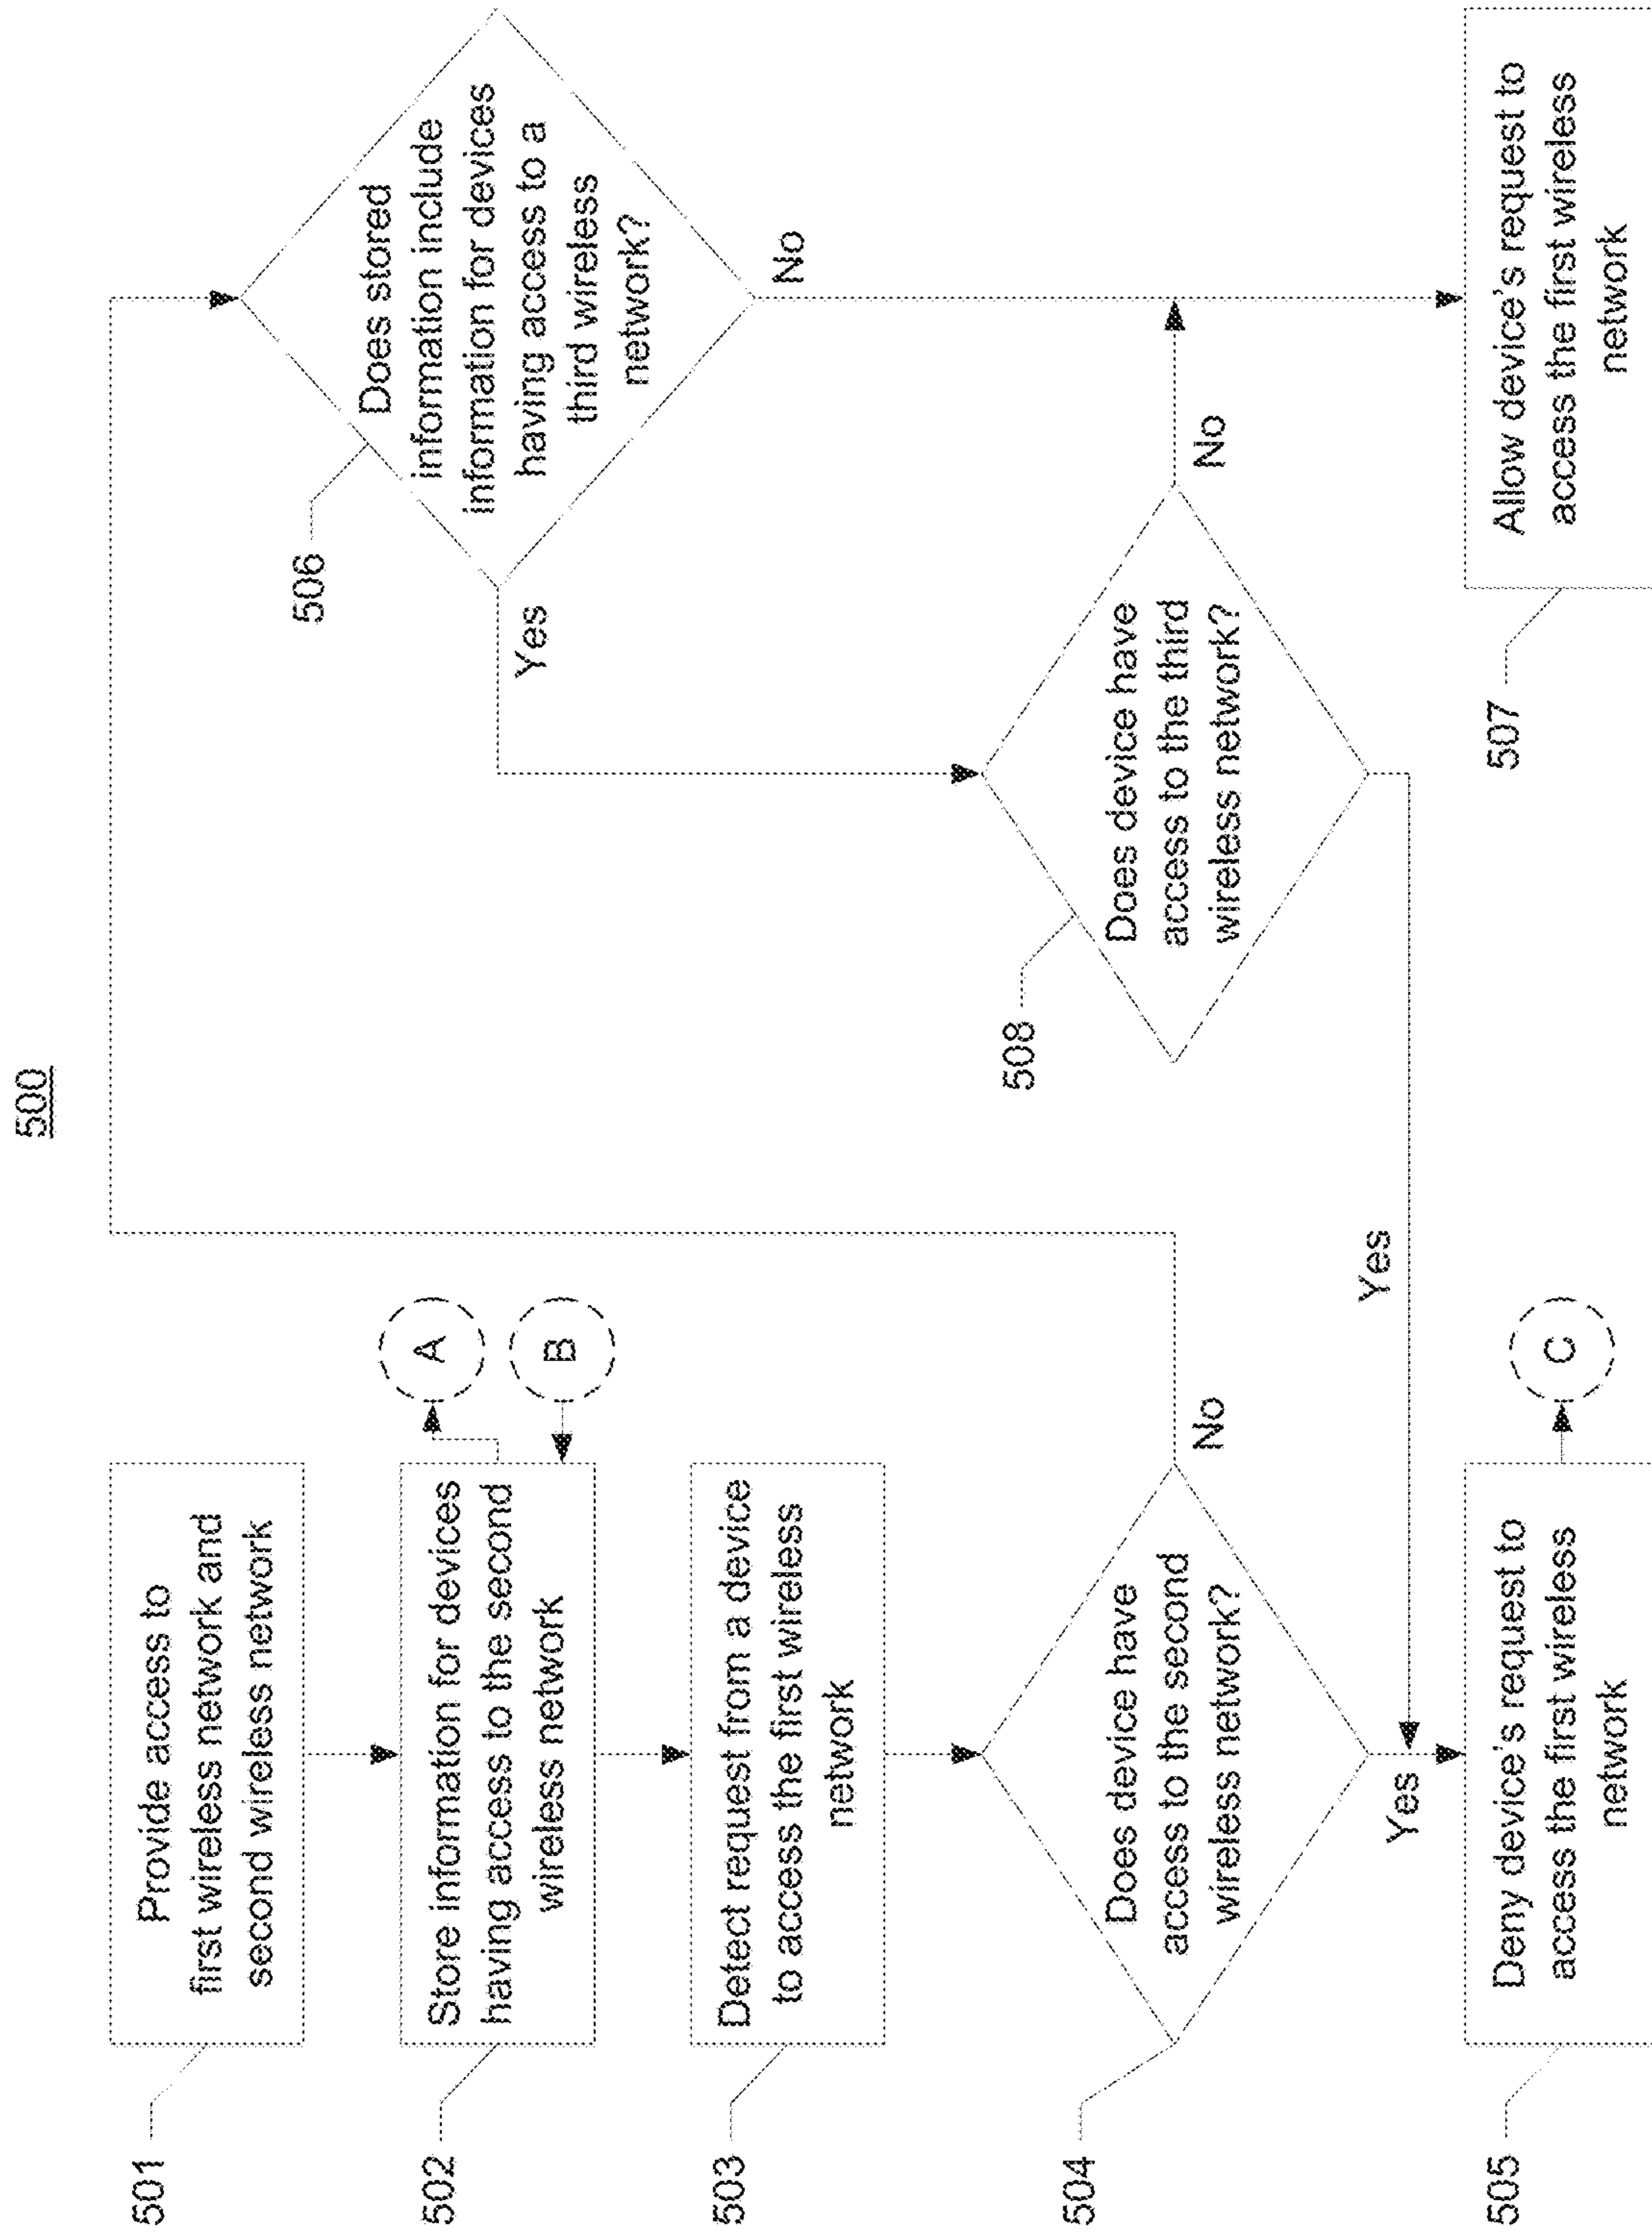 500
501
Provide access to
first wireless network and
second wireless network
502
Store information for devices
having access to the second
wireless network
A
B
503
Detect request from a device
to access the first wireless
network
504
Does device have
access to the second
wireless network?
No
Yes
505
Deny device's request to
access the first wireless
network
C
506
Does stored
information include
information for devices
having access to a
third wireless
network?
Yes
No
508
Does device have
access to the third
wireless network?
No
Yes
507
Allow device's request to
access the first wireless
network